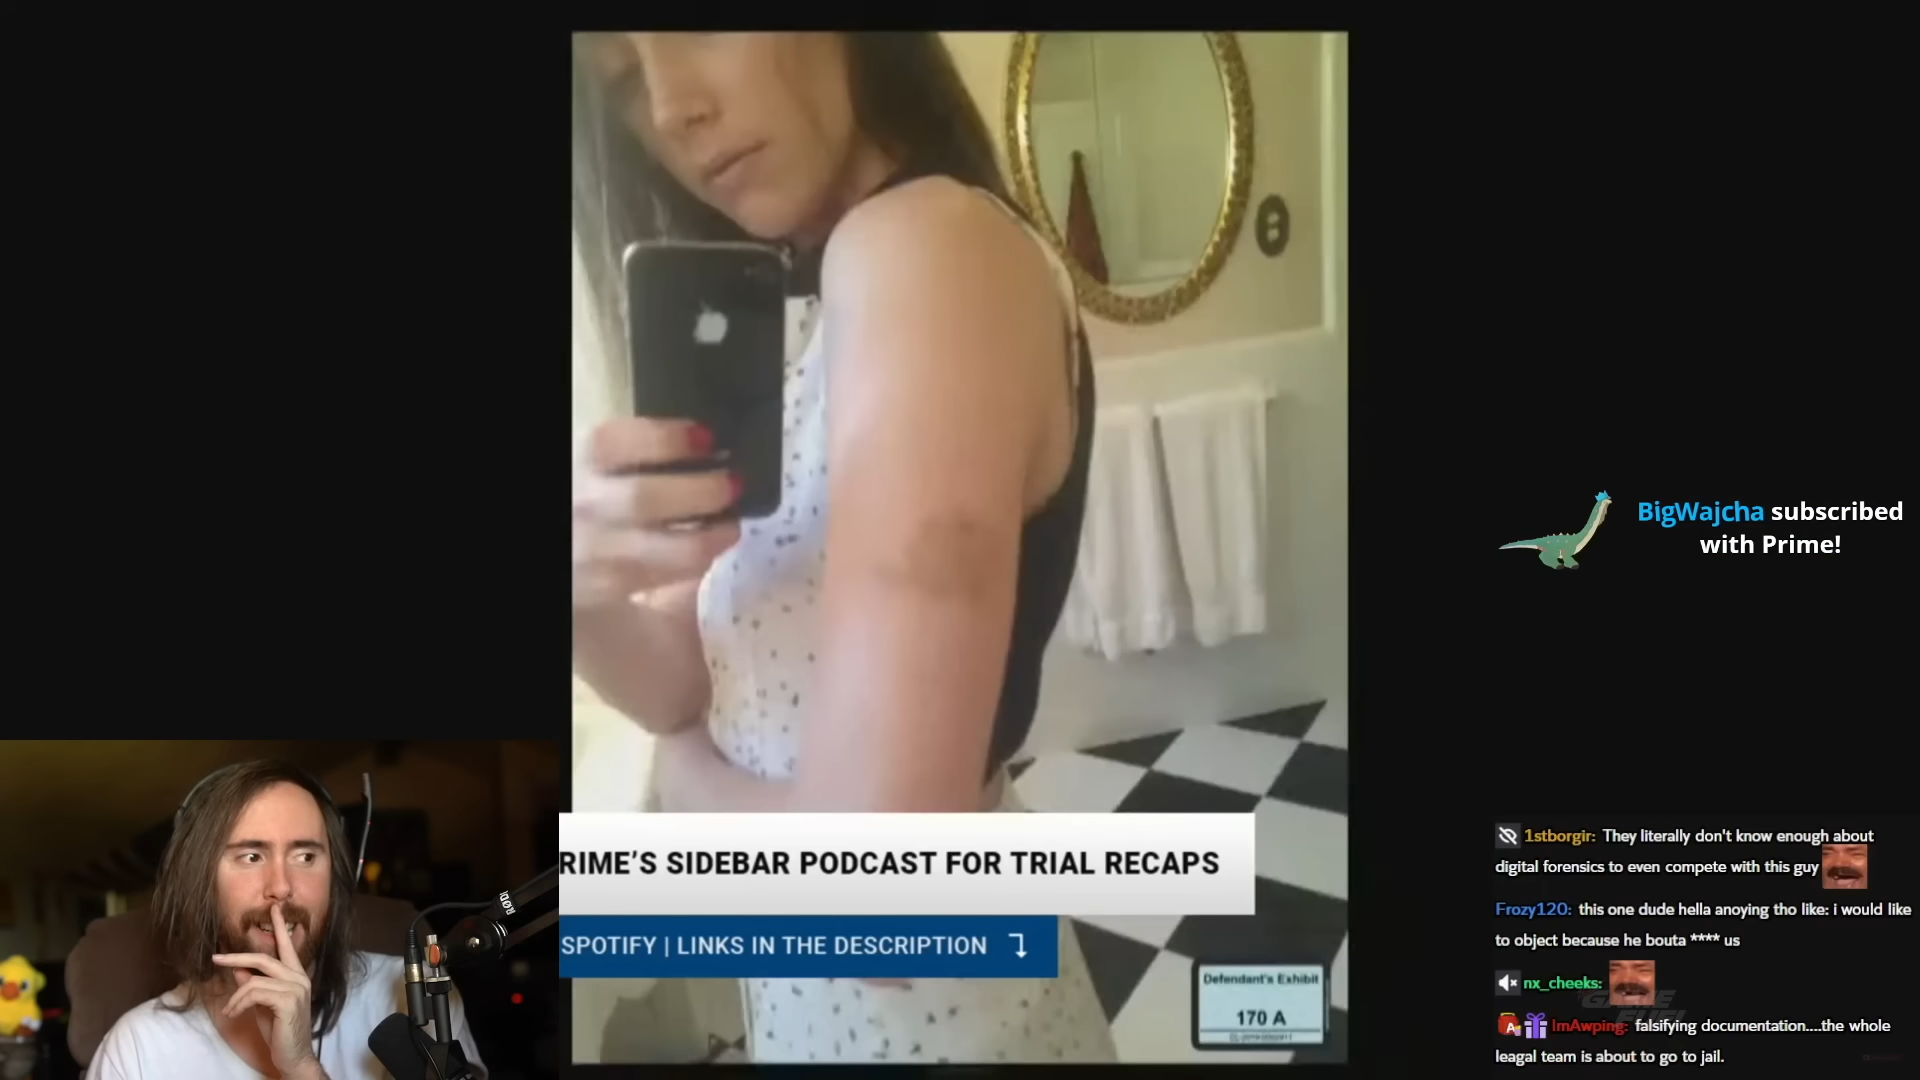 BigWajcha subscribed
with Prime!
RIME’S SIDEBAR PODCAST FOR TRIAL RECAPS
SPOTIFY | LINKS IN THE DESCRIPTION
Defendant's Exhibit
170 A
RØDE
1stborgir: They literally don't know enough about
digital forensics to even compete with this guy
Frozy120: this one dude hella anoying tho like: i would like
to object because he bouta **** us
nx_cheeks:
GAME
FUEL
ImAwping: falsifying documentation....the whole
leagal team is about to go to jail.